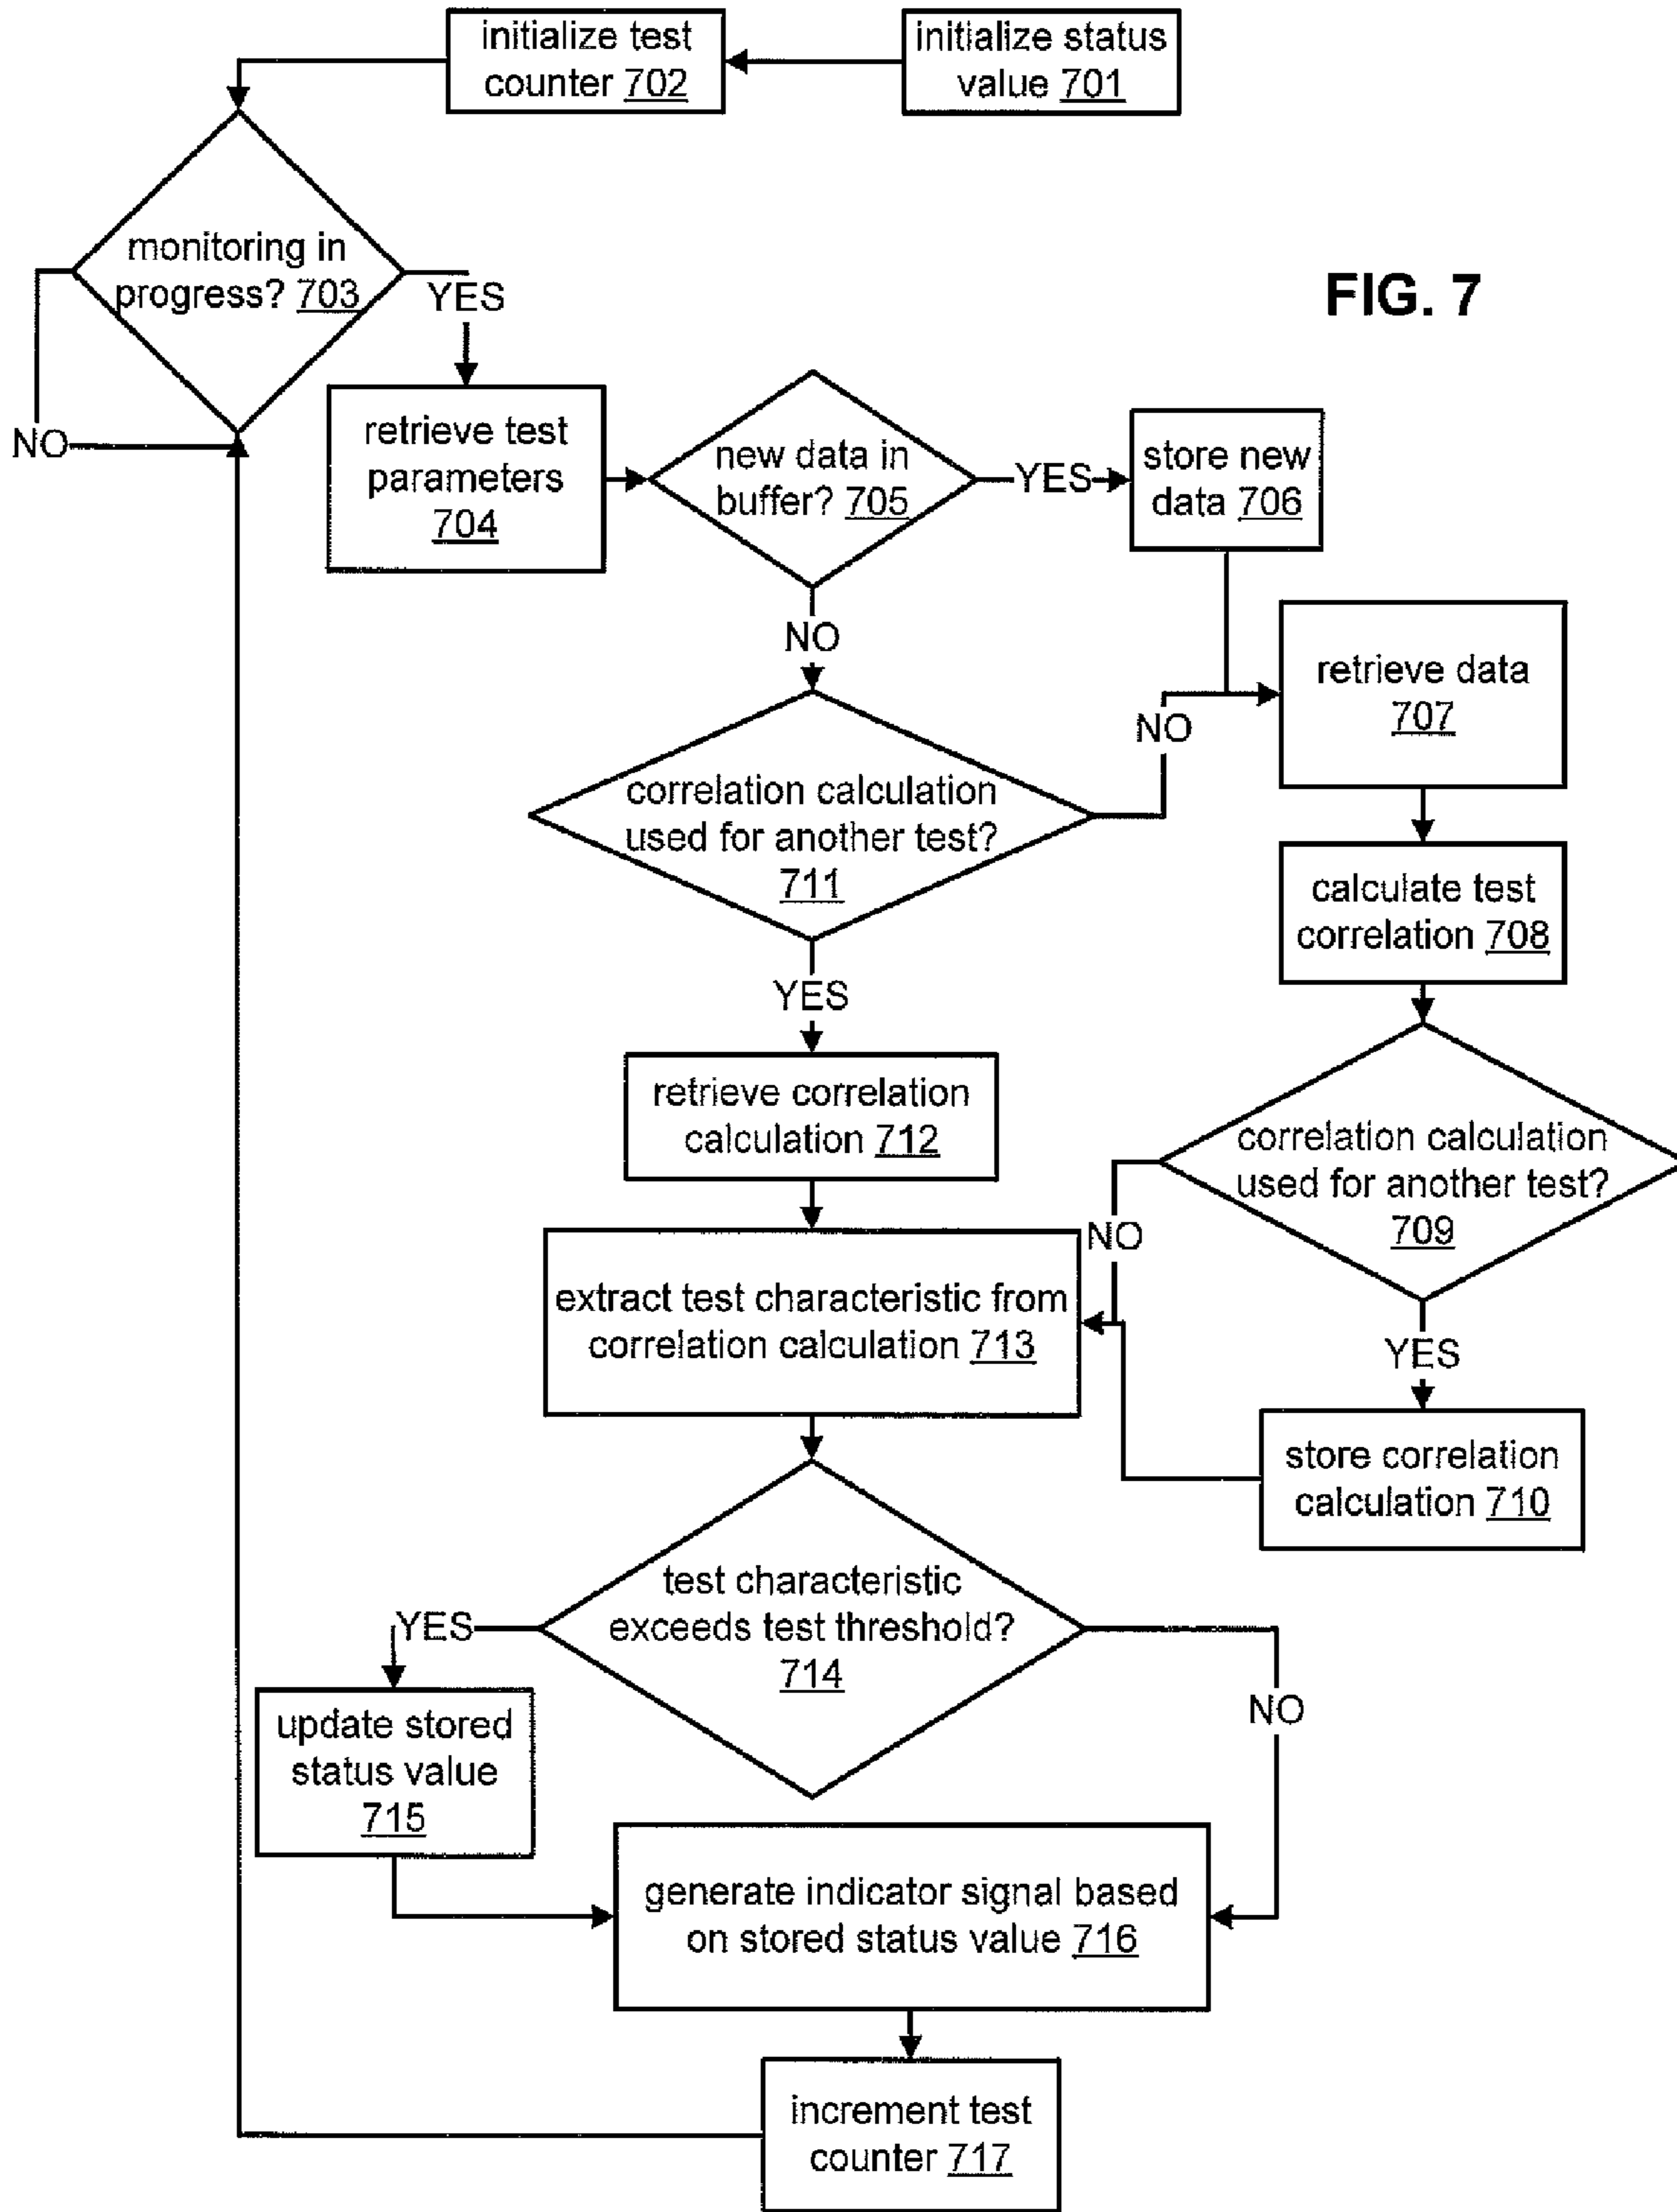 initialize test
counter 702
initialize status
value 701
FIG. 7
monitoring in
progress? 703
YES
NO
retrieve test
parameters
704
new data in
buffer? 705
YES
store new
data 706
NO
retrieve data
707
NO
correlation calculation
used for another test?
711
calculate test
correlation 708
YES
retrieve correlation
calculation 712
correlation calculation
used for another test?
709
NO
YES
extract test characteristic from
correlation calculation 713
store correlation
calculation 710
test characteristic
exceeds test threshold?
714
YES
NO
update stored
status value
715
generate indicator signal based
on stored status value 716
increment test
counter 717